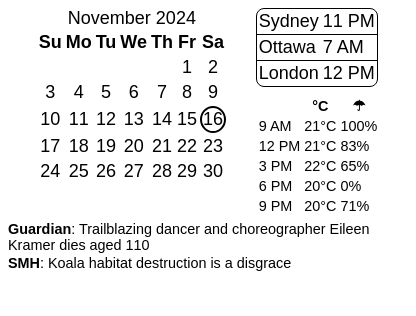 November 2024
Su Mo Tu We Th Fr Sa
1 2
3 4 5 6 7 8 9
10 11 12 13 14 15 16
17 18 19 20 21 22 23
24 25 26 27 28 29 30
Sydney 11 PM
Ottawa 7 AM
London 12 PM
°C ☂
9 AM 21°C 100%
12 PM 21°C 83%
3 PM 22°C 65%
6 PM 20°C 0%
9 PM 20°C 71%
Guardian: Trailblazing dancer and choreographer Eileen
Kramer dies aged 110
SMH: Koala habitat destruction is a disgrace